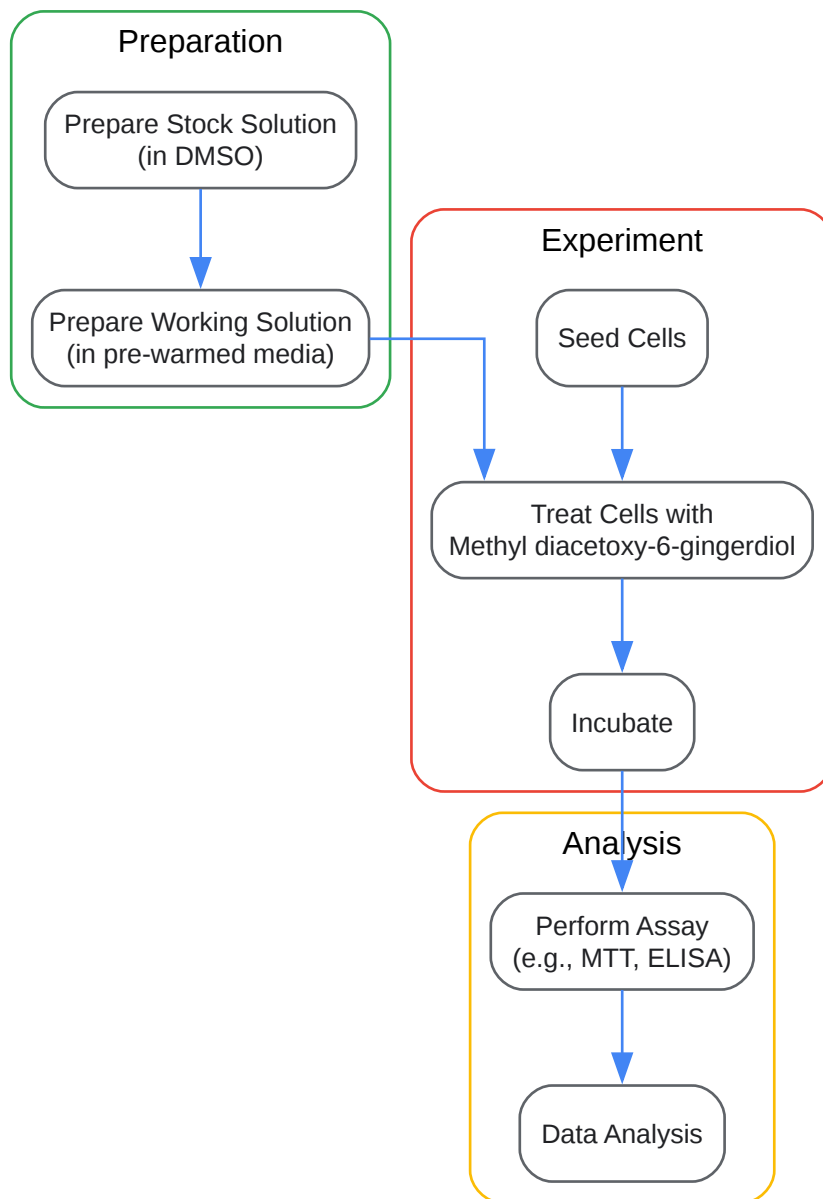 Preparation
Prepare Stock Solution
(in DMSO)
Prepare Working Solution
(in pre-warmed media)
Experiment
Seed Cells
Treat Cells with
Methyl diacetoxy-6-gingerdiol
Incubate
Analysis
Perform Assay
(e.g., MTT, ELISA)
Data Analysis